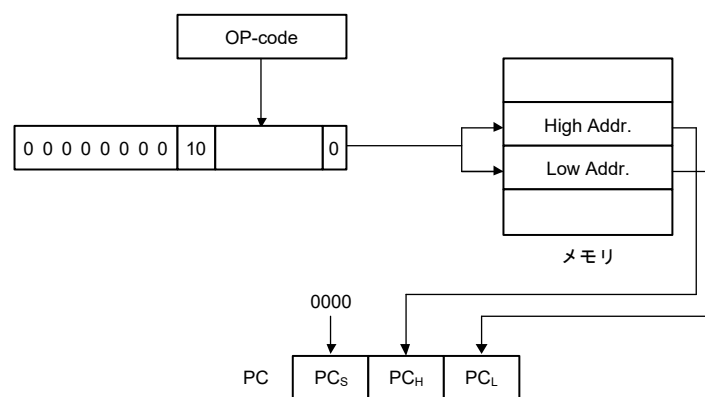 OP-code
0 0 0 0 0 0 0 0 10 0
High Addr.
Low Addr.
メモリ
0000
PC PCS PCH PCL